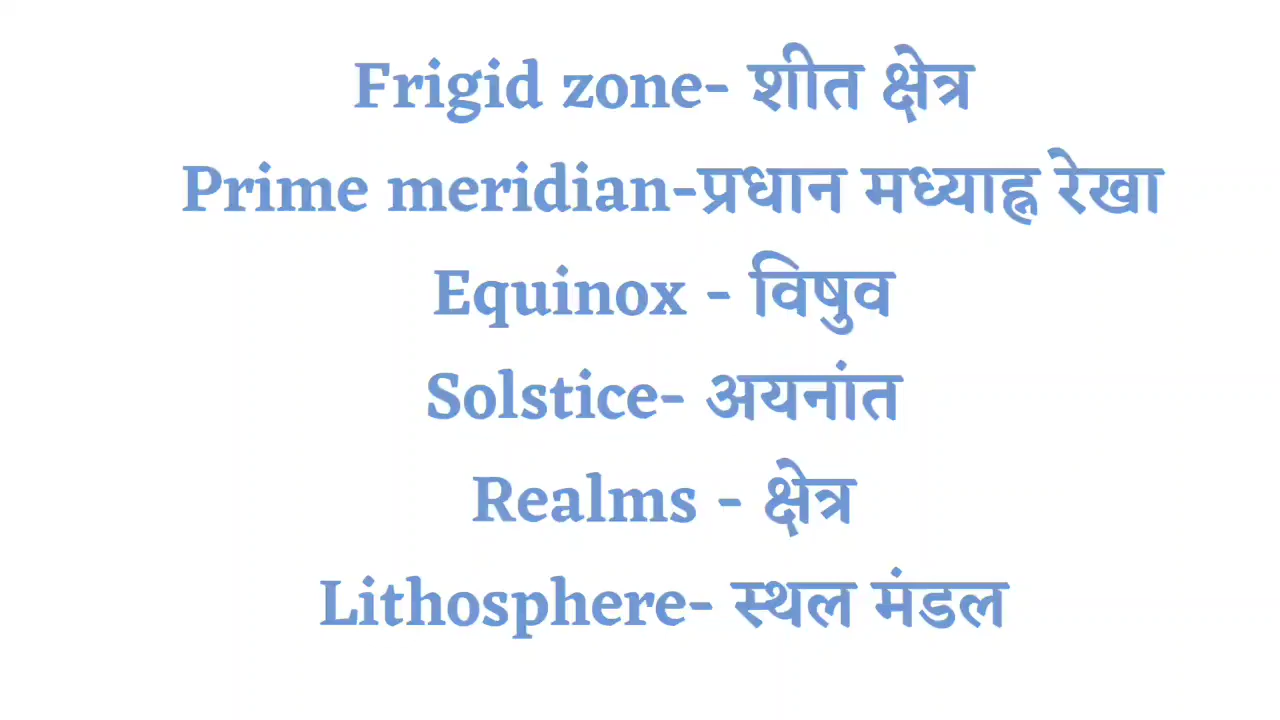 Frigid zone- शीत क्षेत्र
Prime meridian-प्रधान मध्याह्न रेखा
Equinox - विषुव
Solstice- अयनांत
Realms - क्षेत्र
Lithosphere- स्थल मंडल